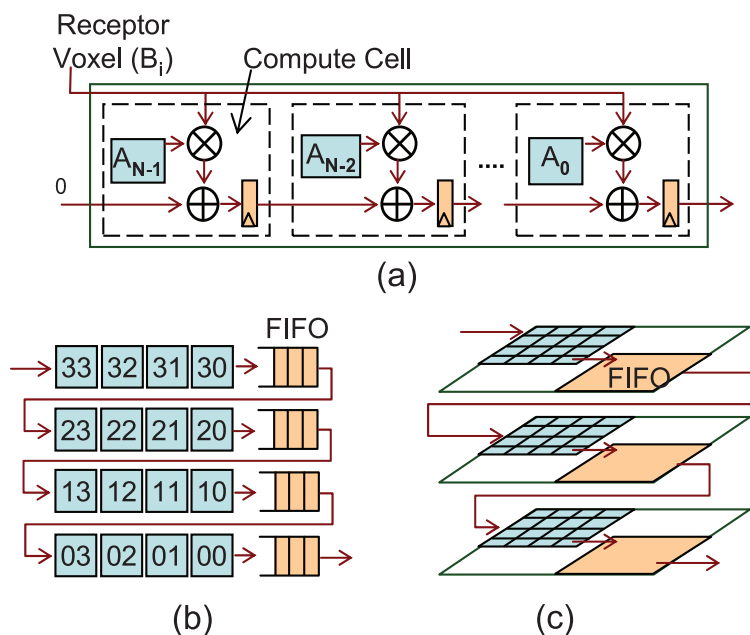 Receptor
Voxel (Bi)
Compute Cell
AN-1
AN-2
....
A0
0
(a)
FIFO
33 32 31 30
23 22 21 20
13 12 11 10
03 02 01 00
(b)
FIFO
(c)